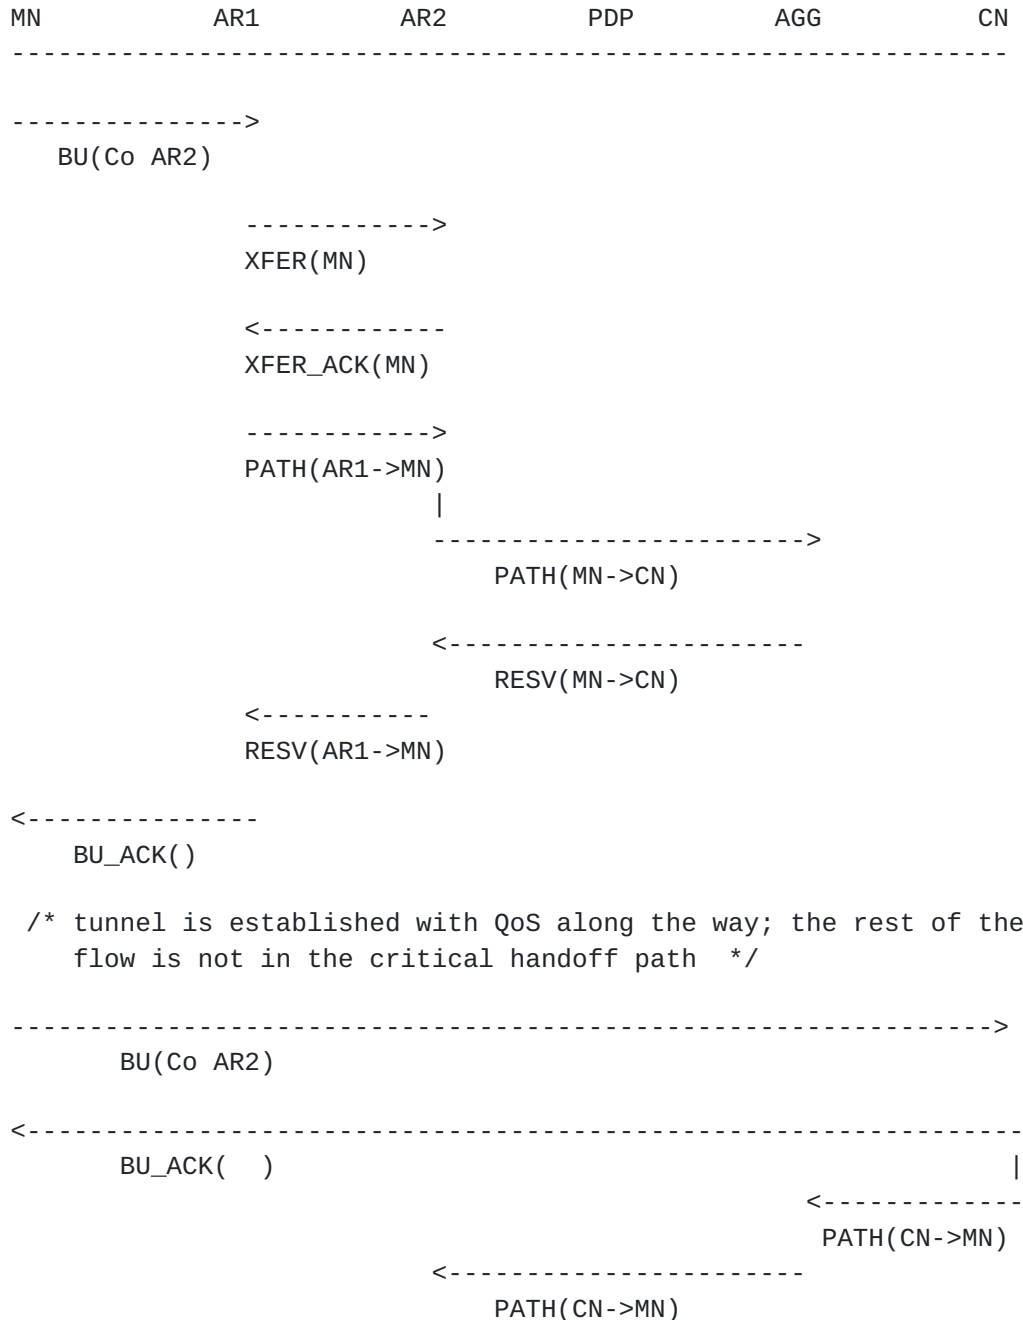 MN             AR1         AR2         PDP         AGG          CN
----------------------------------------------------------------
--------------->
   BU(Co AR2)
               ------------>
               XFER(MN)
               <------------
               XFER_ACK(MN)
               ------------>
               PATH(AR1->MN)
                           |
                           ------------------------>
                               PATH(MN->CN)
                           <-----------------------
                               RESV(MN->CN)
               <-----------
               RESV(AR1->MN)
<---------------
    BU_ACK()
 /* tunnel is established with QoS along the way; the rest of the
    flow is not in the critical handoff path  */
--------------------------------------------------------------->
       BU(Co AR2)
<----------------------------------------------------------------
       BU_ACK(  )                                               |
                                                   <-------------
                                                    PATH(CN->MN)
                           <-----------------------
                               PATH(CN->MN)